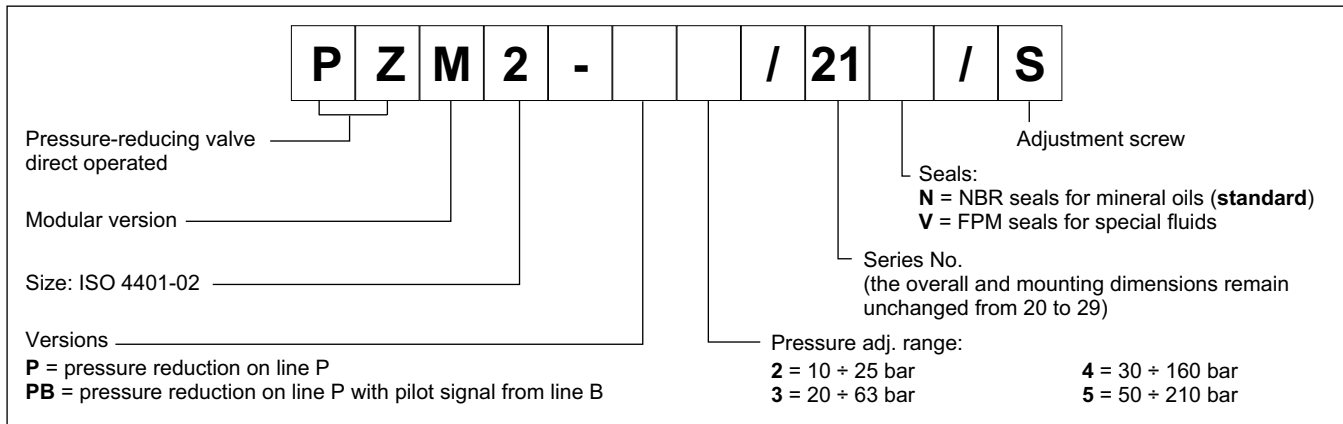 P Z M 2 - / 21 / S
Pressure-reducing valve
direct operated
Adjustment screw
Seals:
N = NBR seals for mineral oils (standard)
V = FPM seals for special fluids
Modular version
Series No.
(the overall and mounting dimensions remain
unchanged from 20 to 29)
Size: ISO 4401-02
Versions
P = pressure reduction on line P
PB = pressure reduction on line P with pilot signal from line B
Pressure adj. range:
2 = 10 ÷ 25 bar
3 = 20 ÷ 63 bar
4 = 30 ÷ 160 bar
5 = 50 ÷ 210 bar